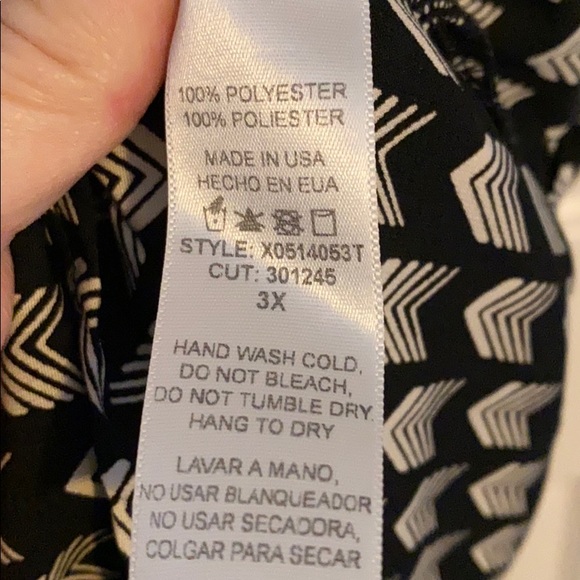 100% POLYESTER
100% POLIESTER
MADE IN USA
HECHO EN EUA
STYLE: X0514053T
CUT: 301245
3X
HAND WASH COLD,
DO NOT BLEACH,
DO NOT TUMBLE DRY
HANG TO DRY
LAVAR A MANO,
NO USAR BLANQUEADOR
NO USAR SECADORA,
COLGAR PARA SECAR